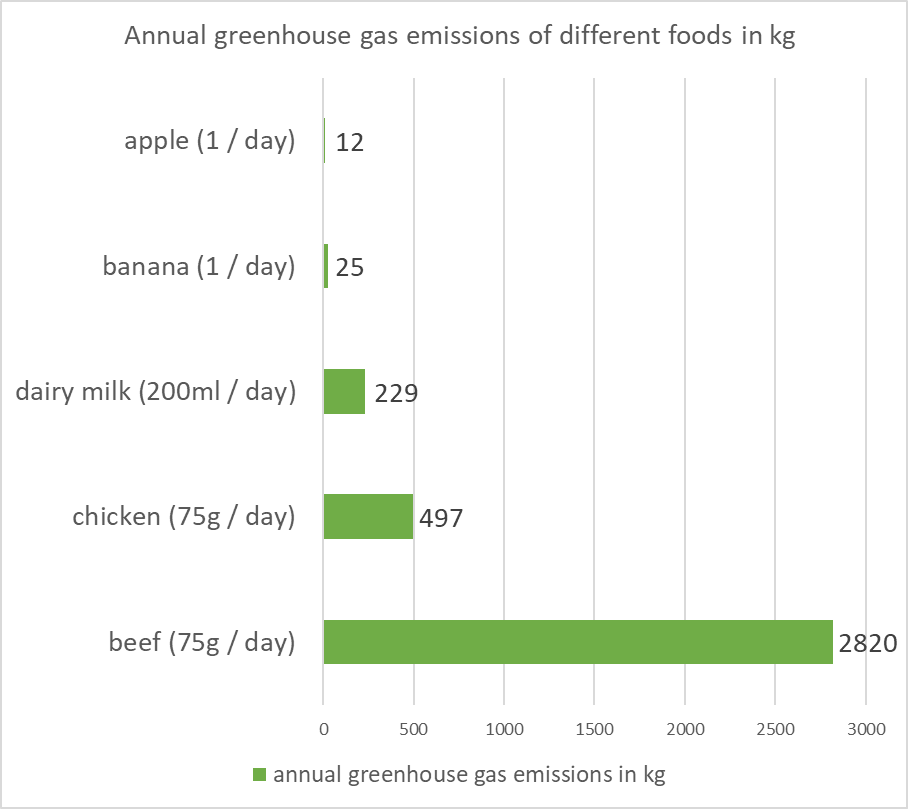 Annual greenhouse gas emissions of different foods in kg
apple (1 / day) 12
banana (1 / day) 25
dairy milk (200ml / day) 229
chicken (75g / day) 497
beef (75g / day) 2820
0 500 1000 1500 2000 2500 3000
annual greenhouse gas emissions in kg